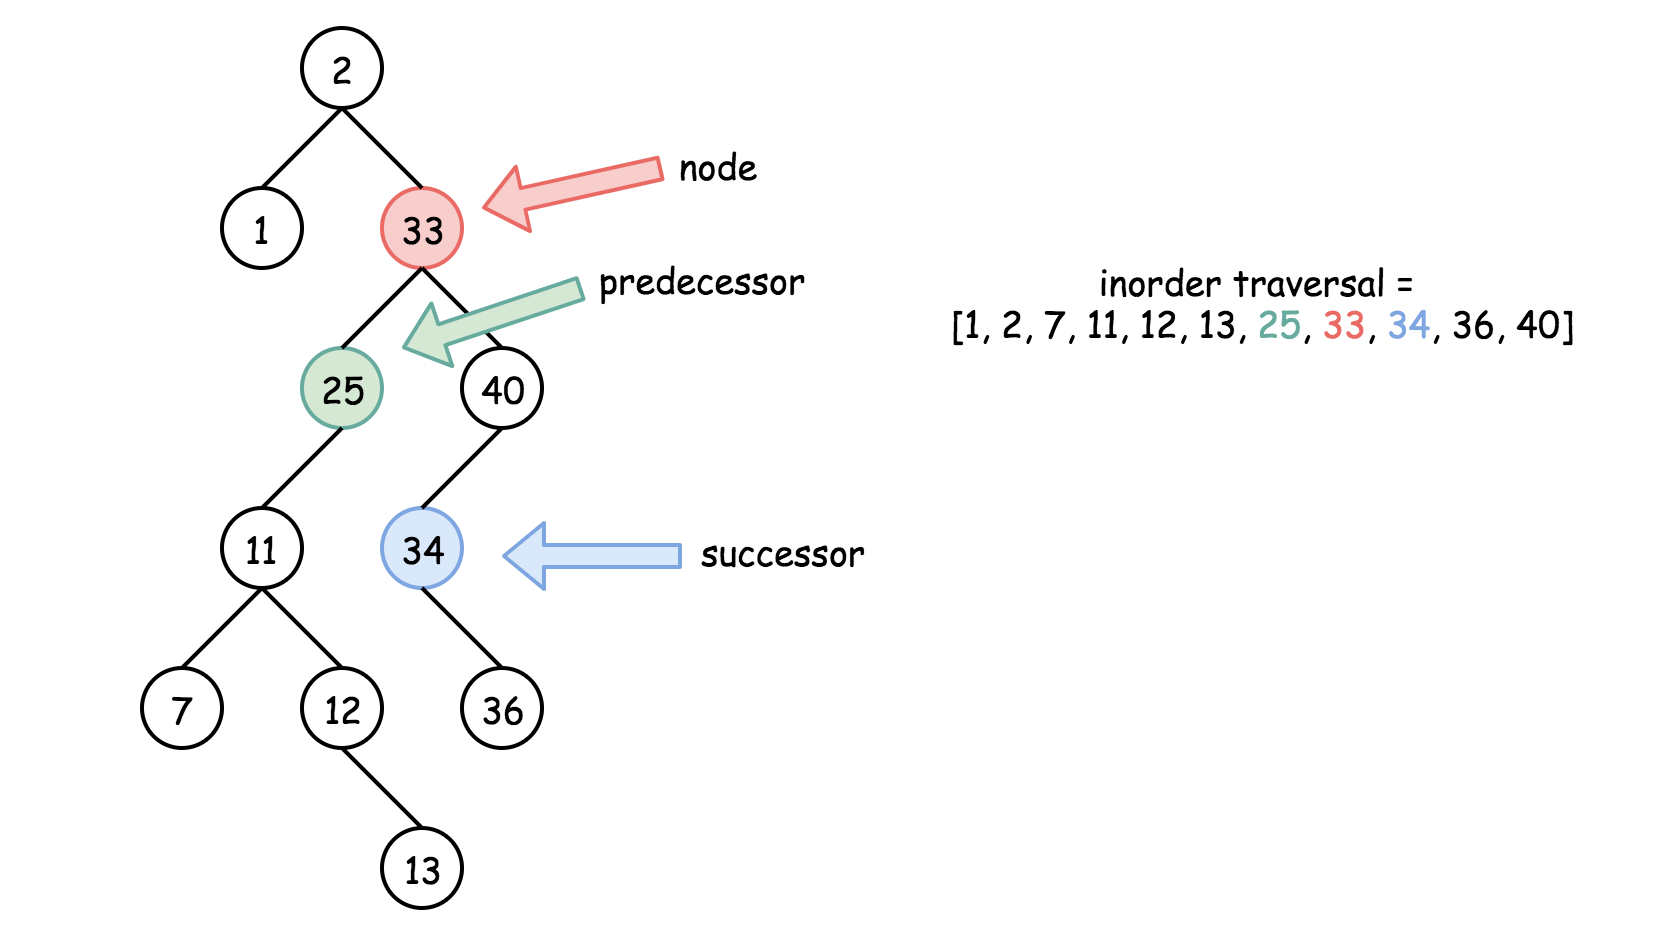 2
node
1
33
predecessor
inorder traversal =
[1, 2, 7, 11, 12, 13, 25, 33, 34, 36, 40]
25
40
11
34
successor
7
12
36
13